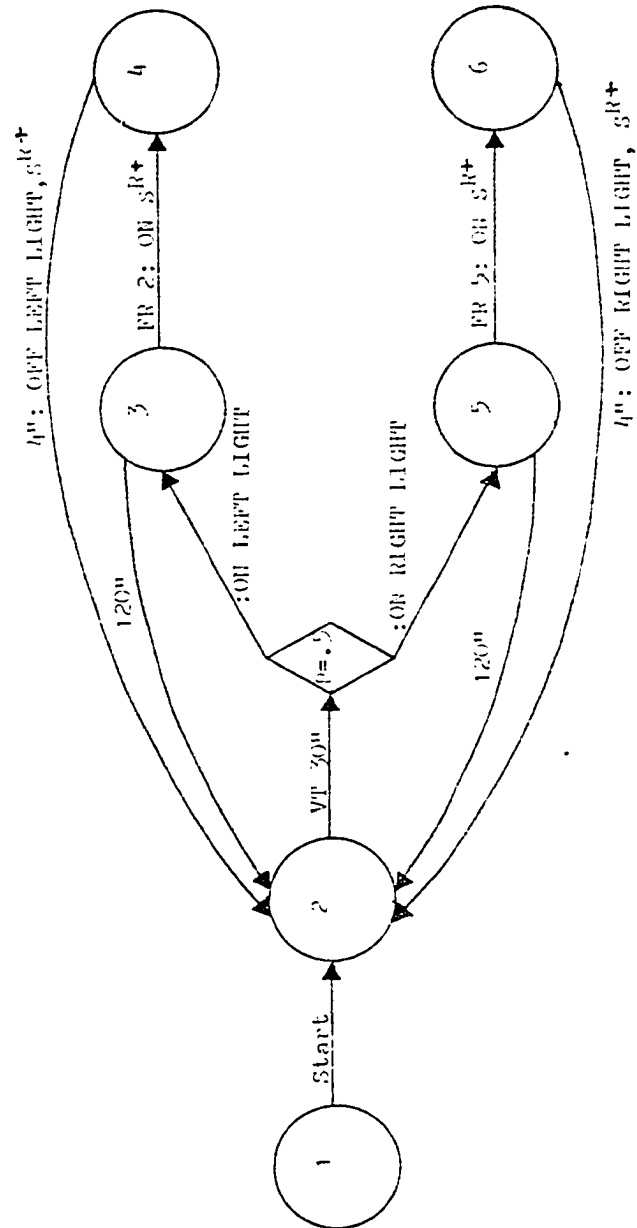 4": OFF LEFT LIGHT, S^R+
4
FR 2: ON S^R+
3
120"
:ON LEFT LIGHT
1
Start
2
VT 30"
P=.5
:ON RIGHT LIGHT
120"
5
FR 5: ON S^R+
6
4": OFF RIGHT LIGHT, S^R+